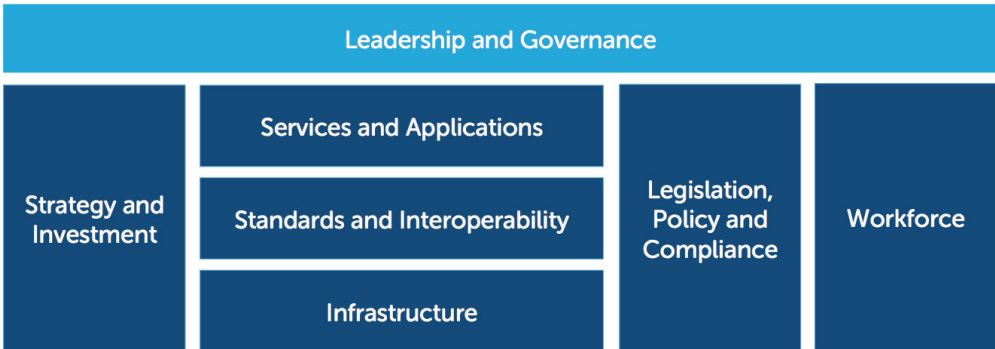 Leadership and Governance
Strategy and
Investment
Services and Applications
Standards and Interoperability
Infrastructure
Legislation,
Policy and
Compliance
Workforce